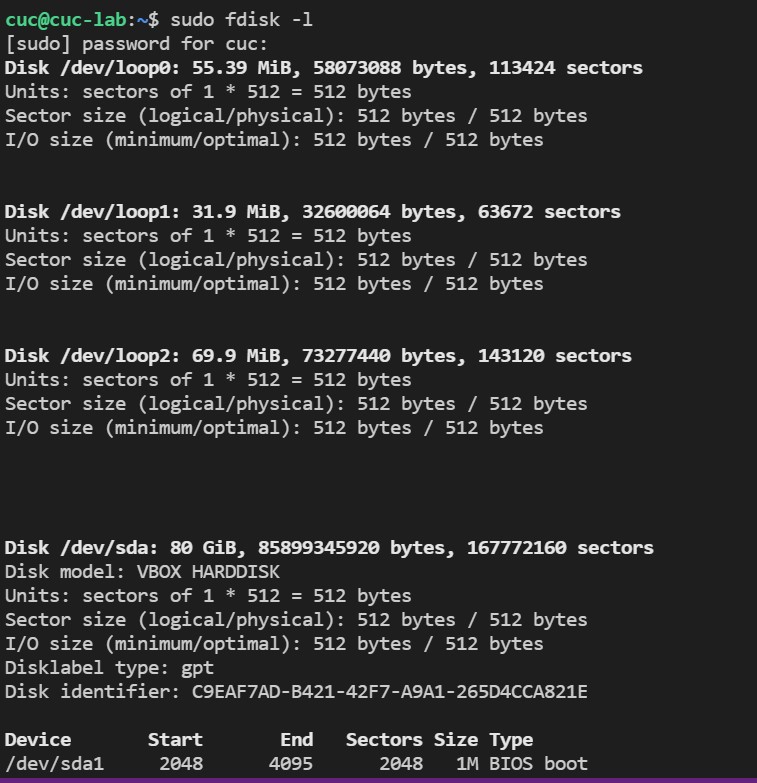 cuc@cuc-lab:~$ sudo fdisk -l
[sudo] password for cuc:
Disk /dev/loop0: 55.39 MiB, 58073088 bytes, 113424 sectors
Units: sectors of 1 * 512 = 512 bytes
Sector size (logical/physical): 512 bytes / 512 bytes
I/O size (minimum/optimal): 512 bytes / 512 bytes
Disk /dev/loop1: 31.9 MiB, 32600064 bytes, 63672 sectors
Units: sectors of 1 * 512 = 512 bytes
Sector size (logical/physical): 512 bytes / 512 bytes
I/O size (minimum/optimal): 512 bytes / 512 bytes
Disk /dev/loop2: 69.9 MiB, 73277440 bytes, 143120 sectors
Units: sectors of 1 * 512 = 512 bytes
Sector size (logical/physical): 512 bytes / 512 bytes
I/O size (minimum/optimal): 512 bytes / 512 bytes
Disk /dev/sda: 80 GiB, 85899345920 bytes, 167772160 sectors
Disk model: VBOX HARDDISK
Units: sectors of 1 * 512 = 512 bytes
Sector size (logical/physical): 512 bytes / 512 bytes
I/O size (minimum/optimal): 512 bytes / 512 bytes
Disklabel type: gpt
Disk identifier: C9EAF7AD-B421-42F7-A9A1-265D4CCA821E
Device       Start       End   Sectors Size Type
/dev/sda1     2048      4095      2048   1M BIOS boot